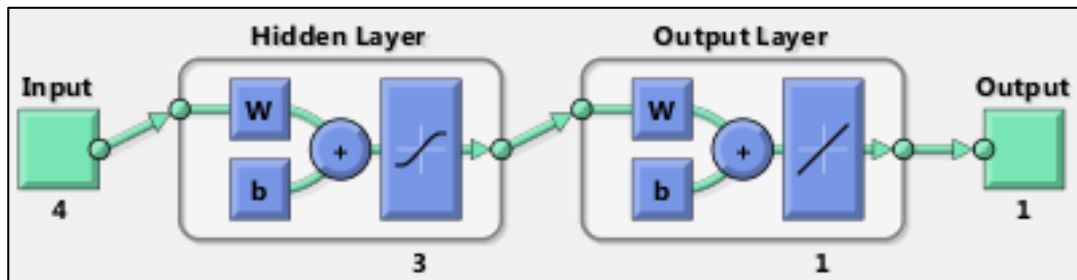 Hidden Layer
Output Layer
Input
Output
W
+
b
W
+
b
4
3
1
1